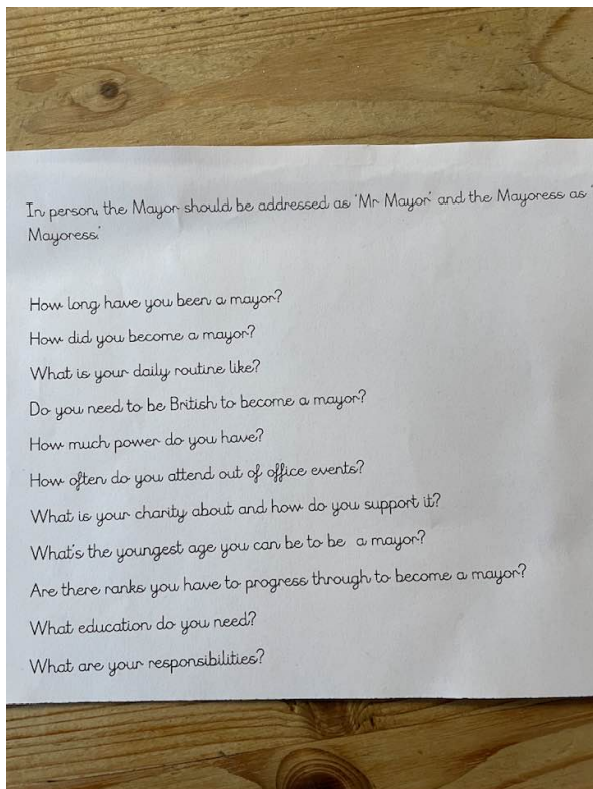 In person, the Mayor should be addressed as 'Mr Mayor' and the Mayoress as '
Mayoress.'
How long have you been a mayor?
How did you become a mayor?
What is your daily routine like?
Do you need to be British to become a mayor?
How much power do you have?
How often do you attend out of office events?
What is your charity about and how do you support it?
What's the youngest age you can be to be  a mayor?
Are there ranks you have to progress through to become a mayor?
What education do you need?
What are your responsibilities?